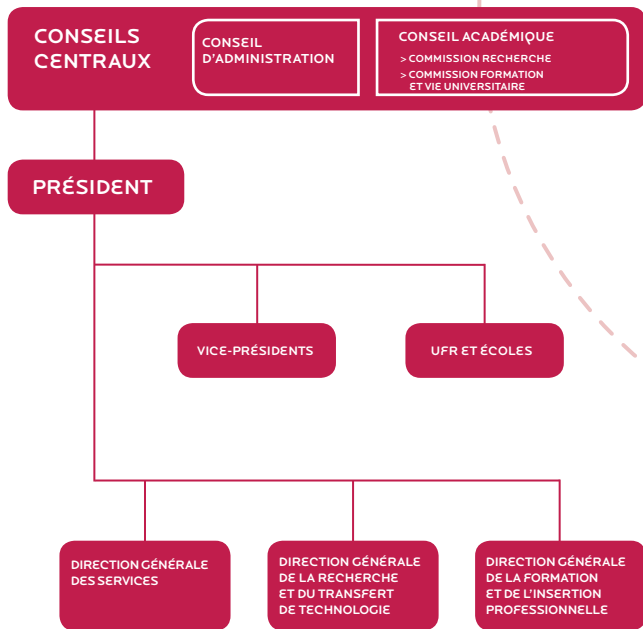 CONSEILS
CENTRAUX
CONSEIL
D'ADMINISTRATION
CONSEIL ACADÉMIQUE
> COMMISSION RECHERCHE
> COMMISSION FORMATION
ET VIE UNIVERSITAIRE
PRÉSIDENT
VICE-PRÉSIDENTS
UFR ET ÉCOLES
DIRECTION GÉNÉRALE
DES SERVICES
DIRECTION GÉNÉRALE
DE LA RECHERCHE
ET DU TRANSFERT
DE TECHNOLOGIE
DIRECTION GÉNÉRALE
DE LA FORMATION
ET DE L'INSERTION
PROFESSIONNELLE